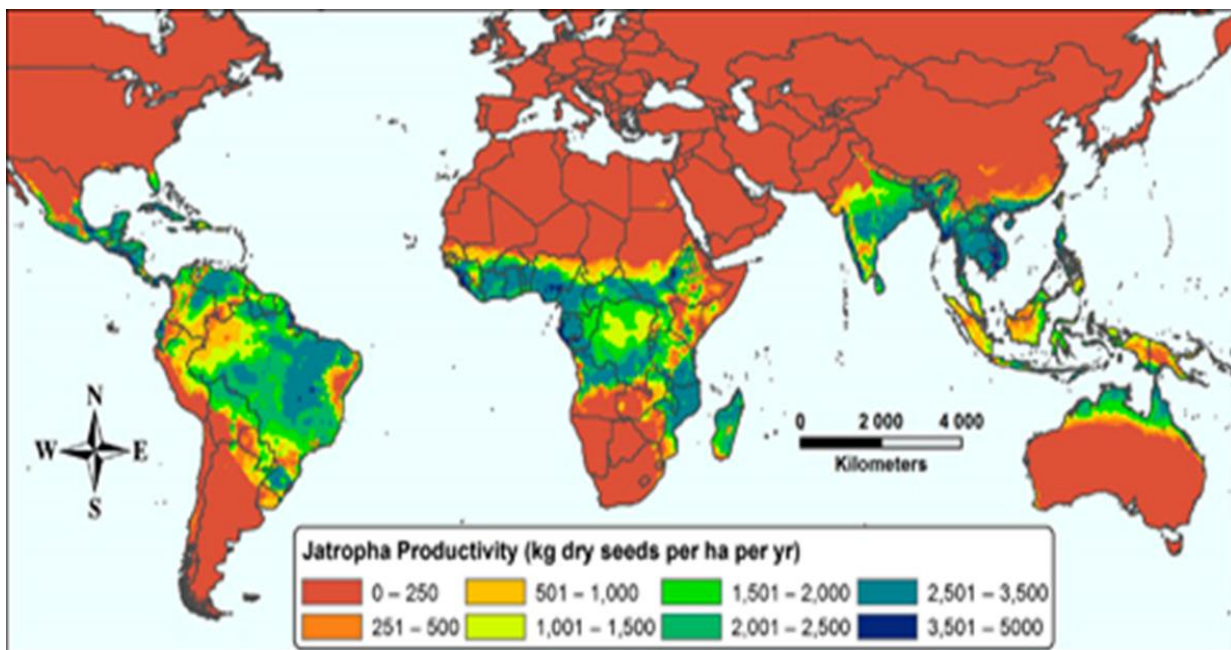 N
W E
S
0 2 000 4 000
Kilometers
Jatropha Productivity (kg dry seeds per ha per yr)
0 – 250 501 – 1,000 1,501 – 2,000 2,501 – 3,500
251 – 500 1,001 – 1,500 2,001 – 2,500 3,501 – 5000